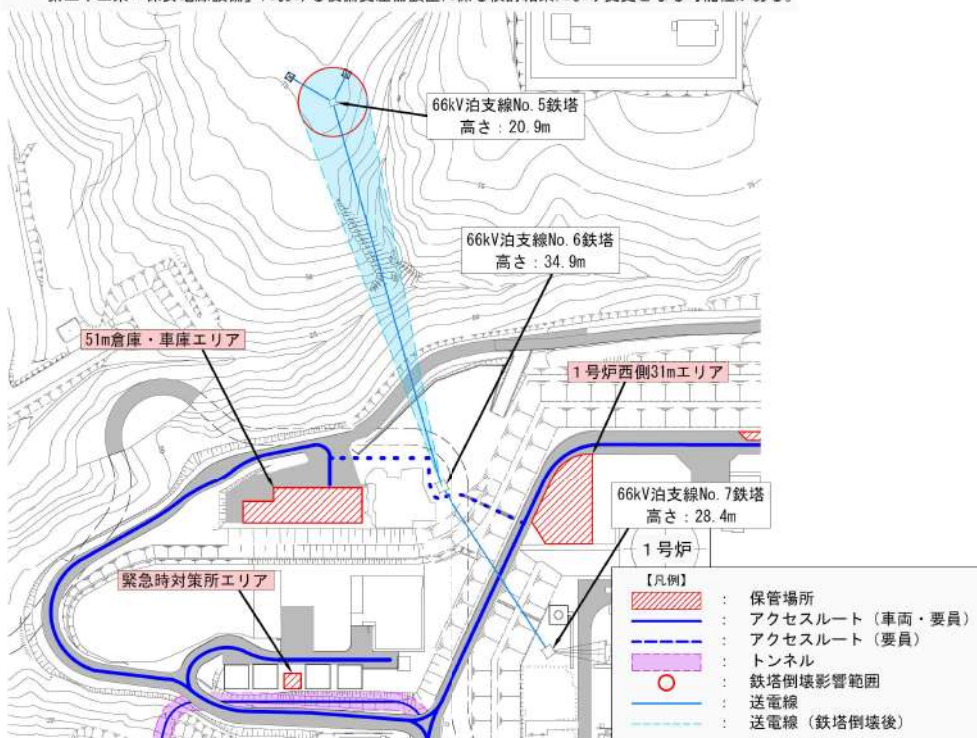 66kV泊支線No.5鉄塔
高さ:20.9m
66kV泊支線No.6鉄塔
高さ:34.9m
51m倉庫・車庫エリア
1号炉西側31mエリア
66kV泊支線No.7鉄塔
高さ:28.4m
1号炉
緊急時対策所エリア
【凡例】
: 保管場所
: アクセスルート(車両・要員)
: アクセスルート(要員)
: トンネル
: 鉄塔倒壊影響範囲
: 送電線
: 送電線(鉄塔倒壊後)